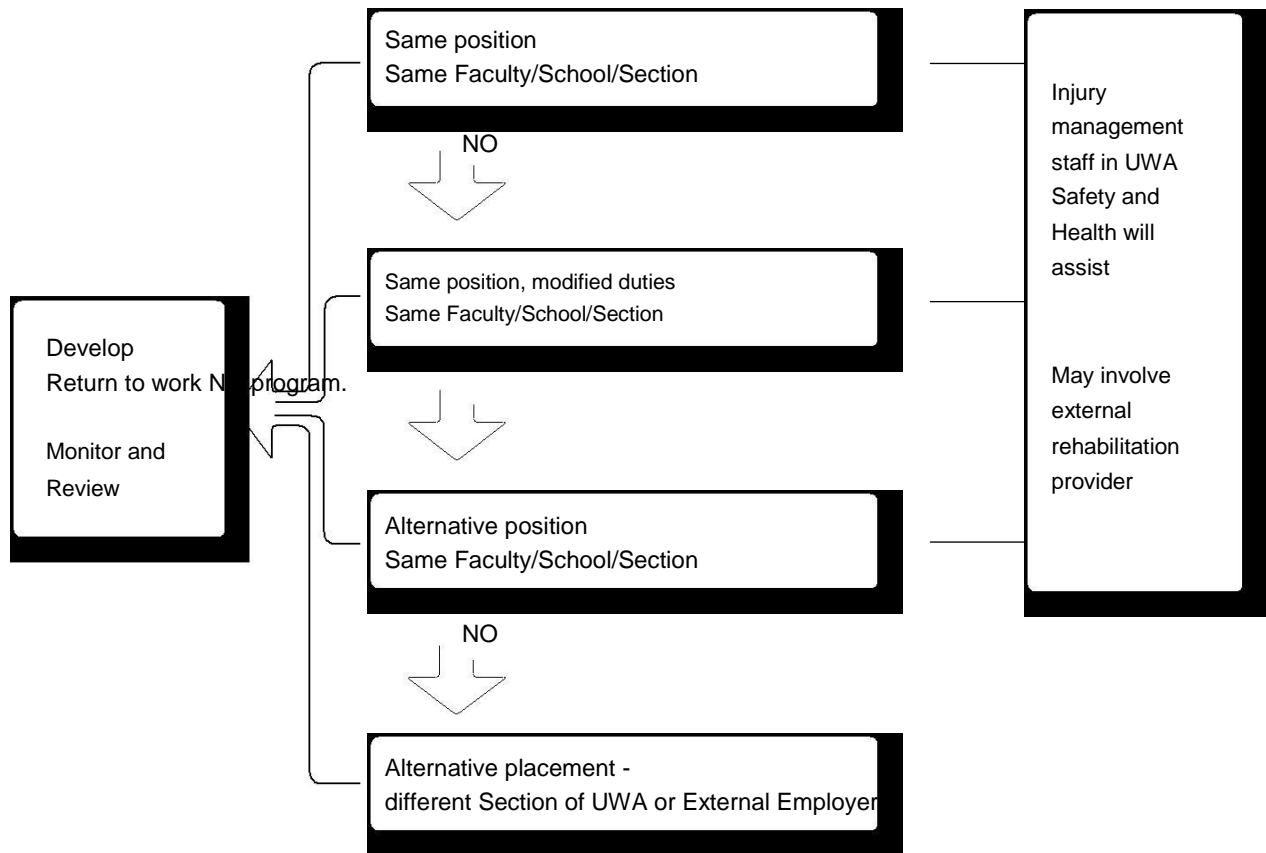 Same position
Same Faculty/School/Section
NO
Same position, modified duties
Same Faculty/School/Section
Alternative position
Same Faculty/School/Section
NO
Alternative placement -
different Section of UWA or External Employer
Develop
Return to work program.
Monitor and
Review
Injury
management
staff in UWA
Safety and
Health will
assist
May involve
external
rehabilitation
provider